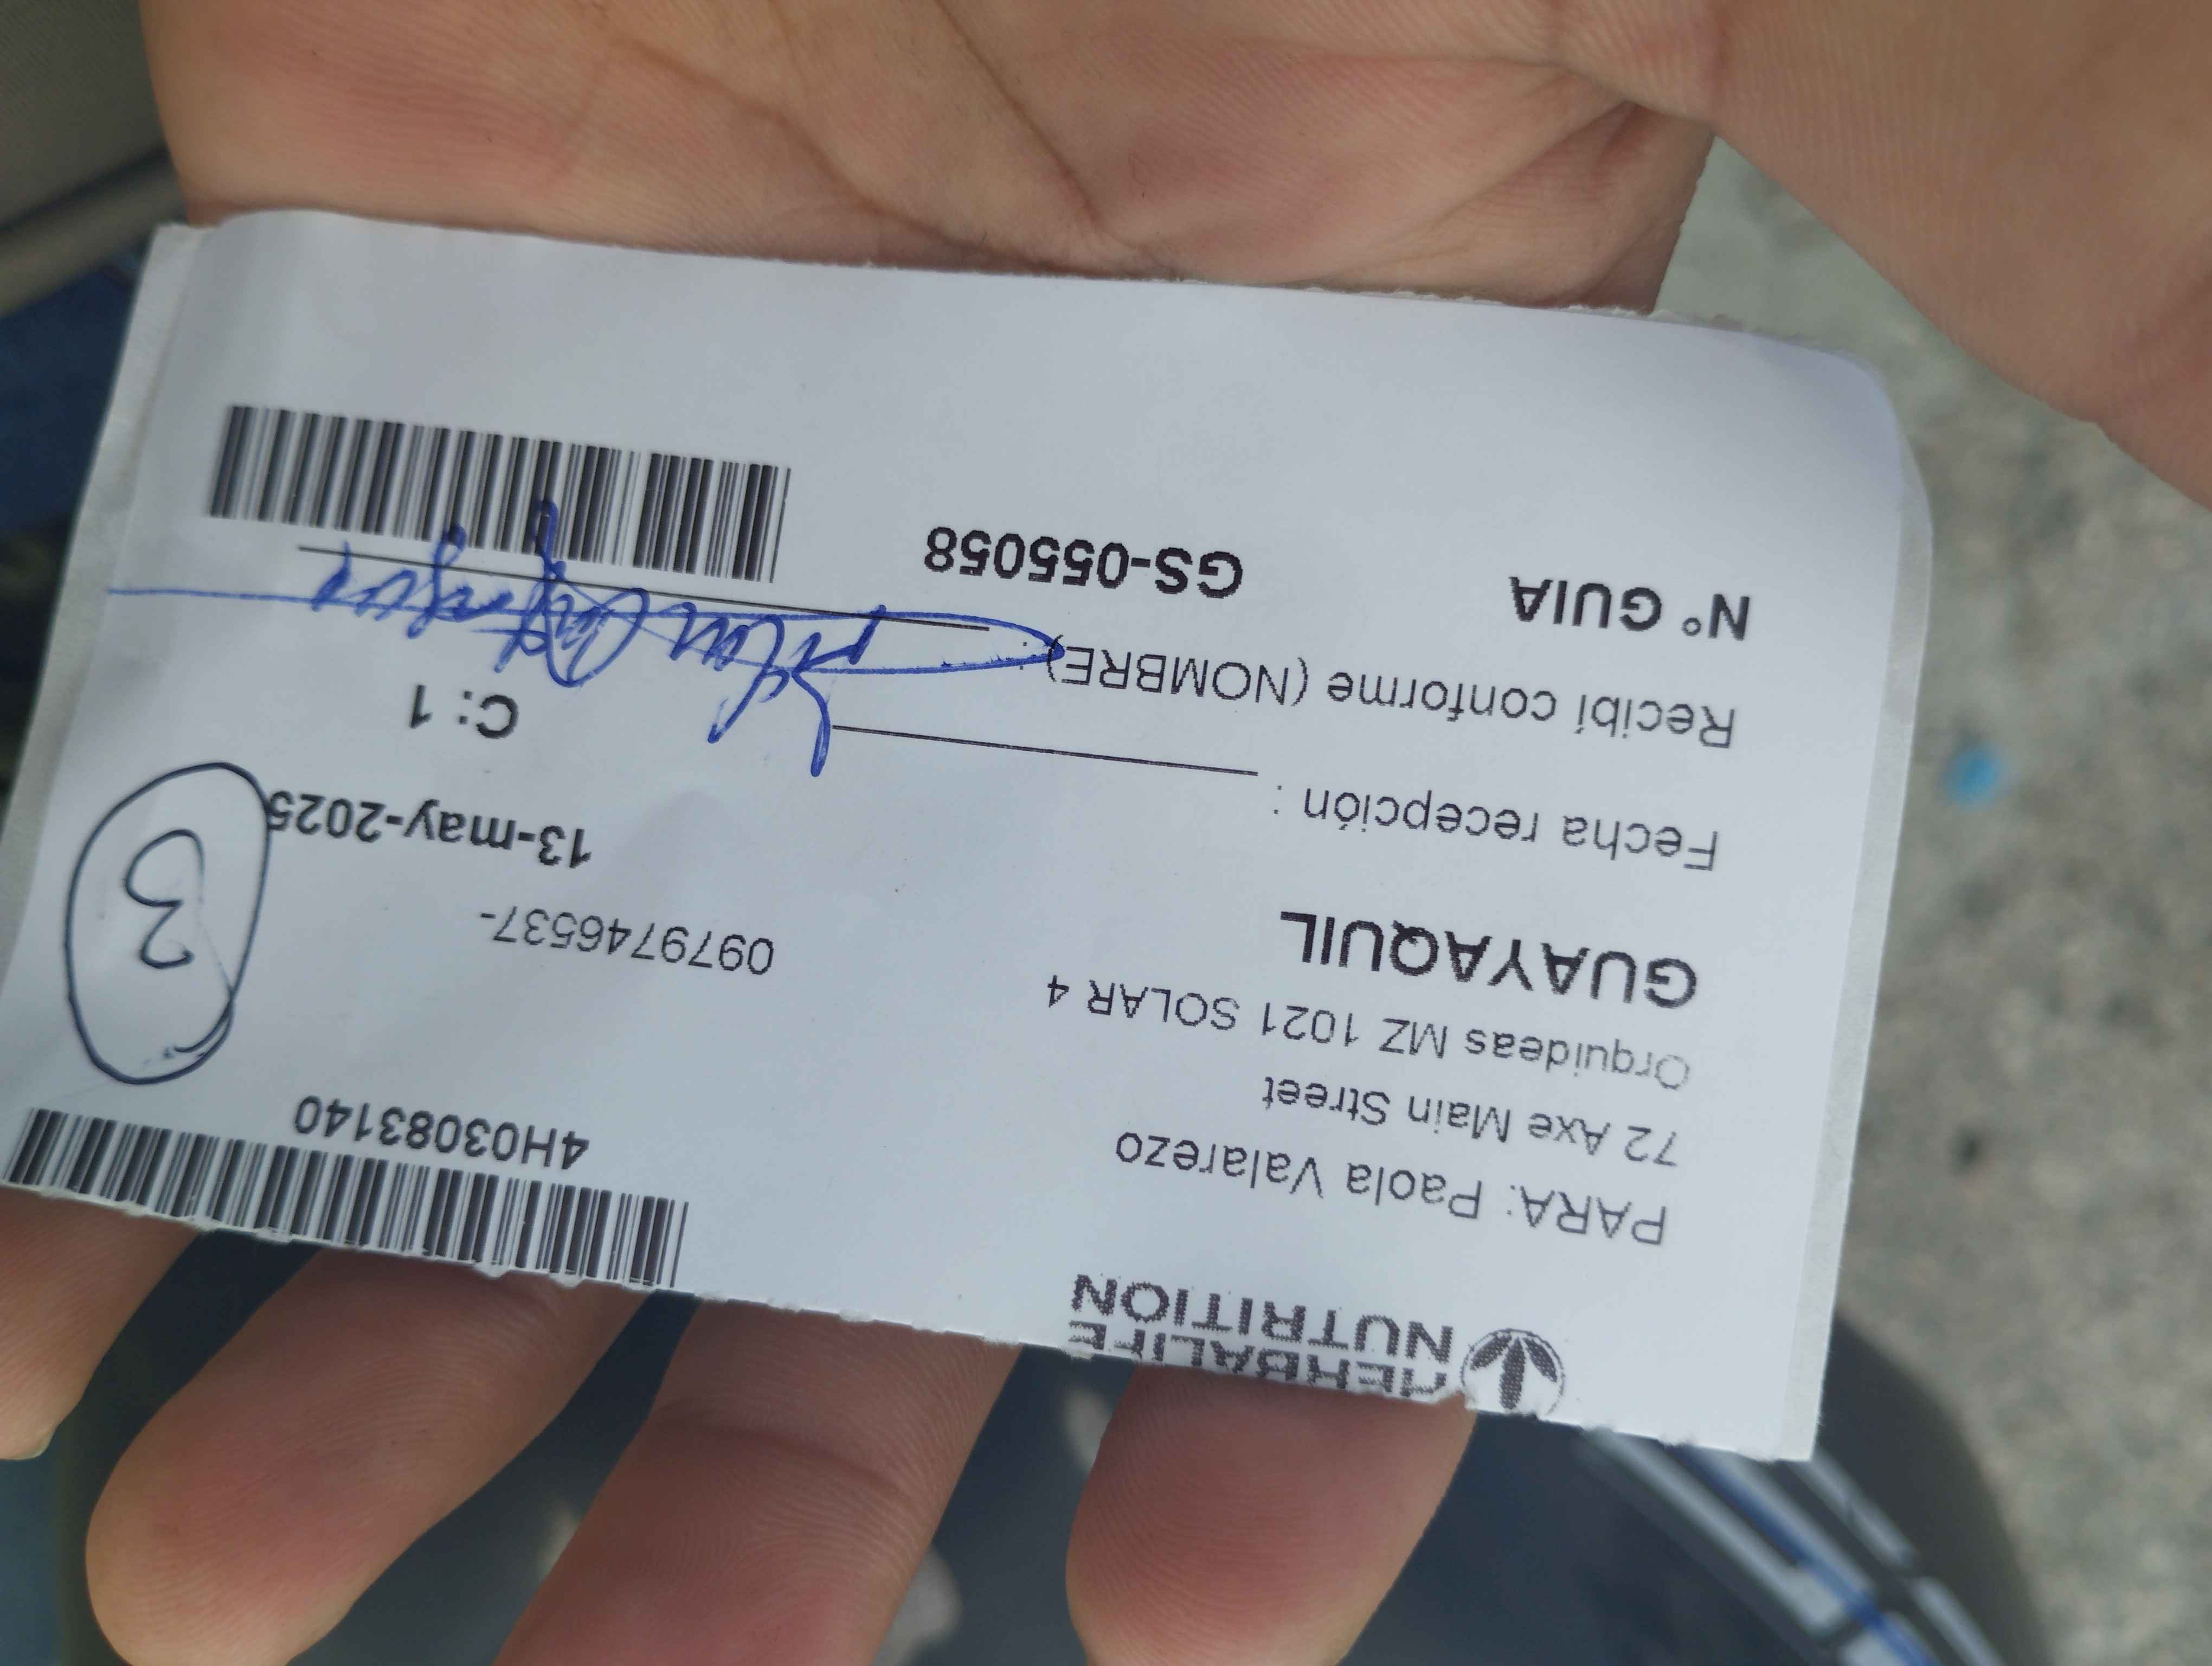 HERBALIFE
NUTRITION
4H03083140
PARA: Paola Valarezo
72 Axe Main Street
Orquideas MZ 1021 SOLAR 4
0979746537-
3
GUAYAQUIL
13-may-2025
Fecha recepción :
C: 1
Recibí conforme (NOMBRE) :
N° GUIA GS-055058